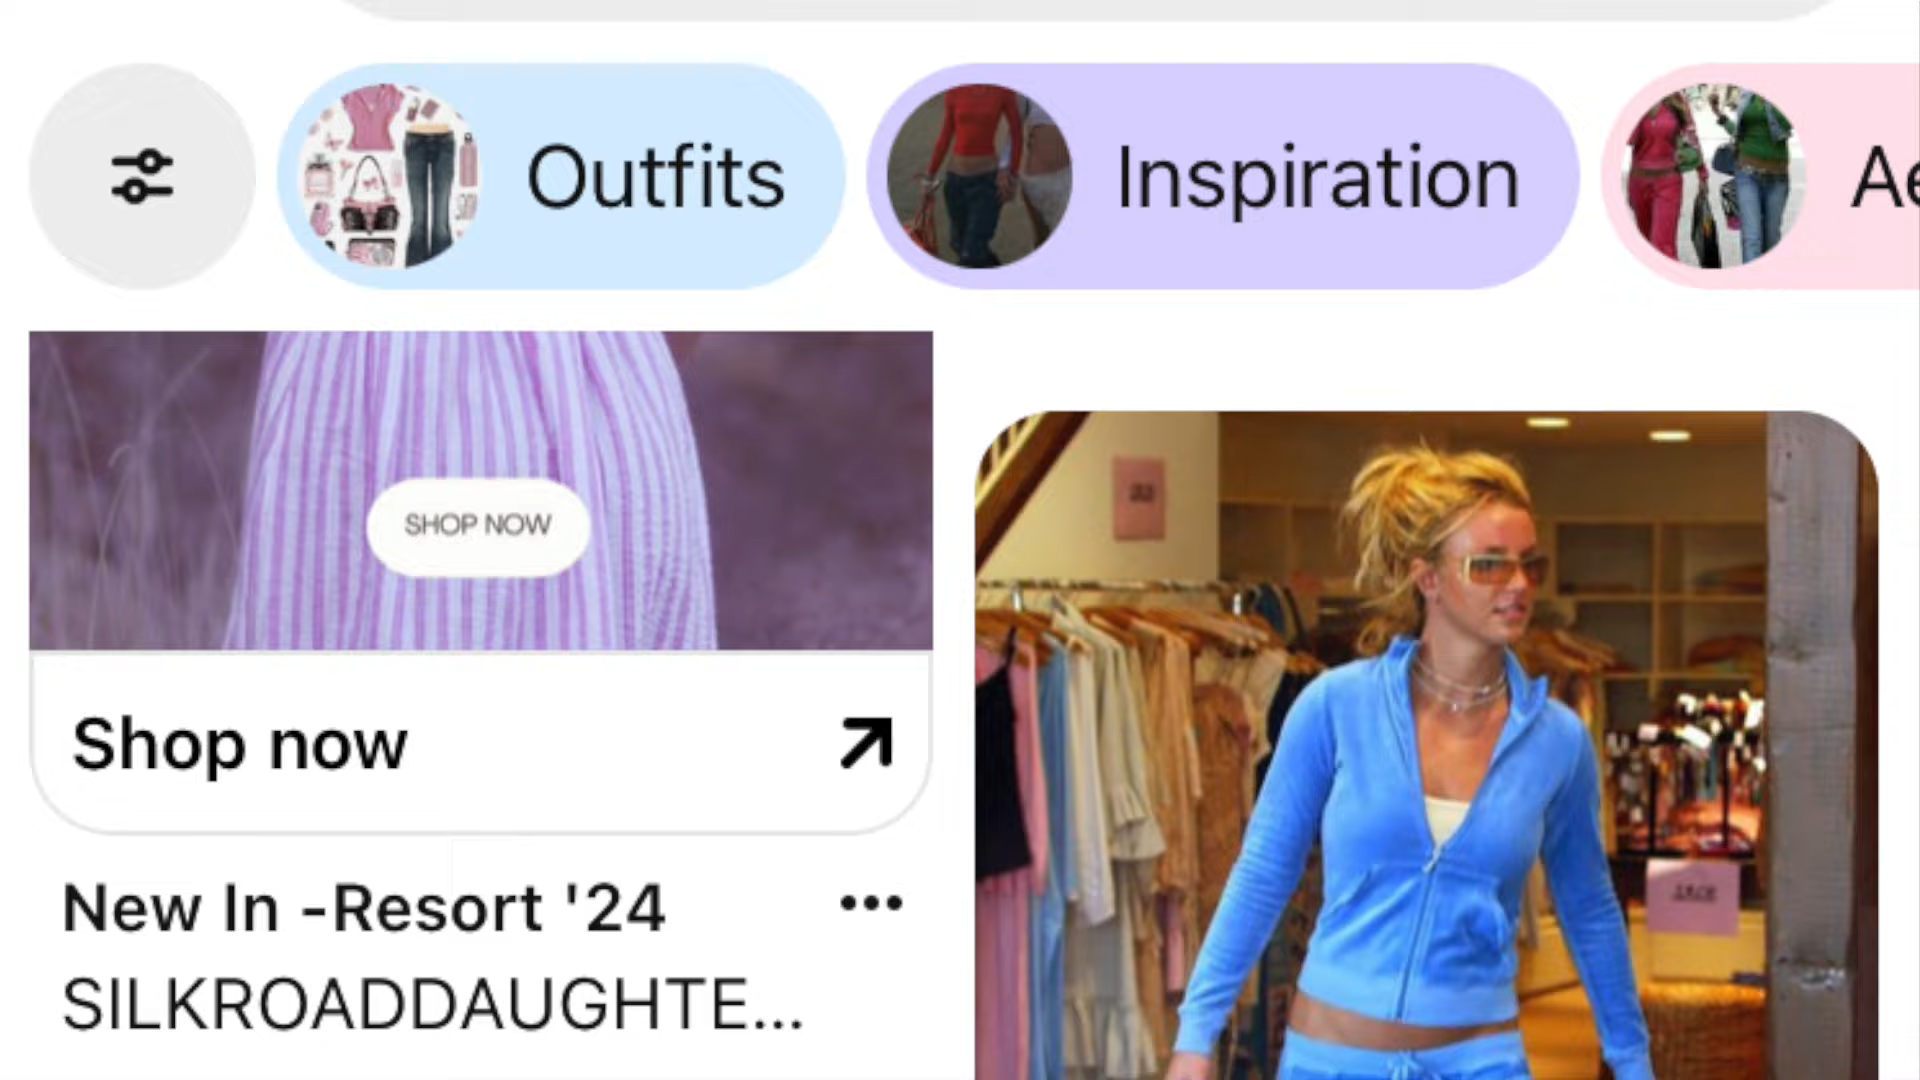 Outfits
Inspiration
Ae
SHOP NOW
Shop now
New In -Resort '24
SILKROADDAUGHTE...